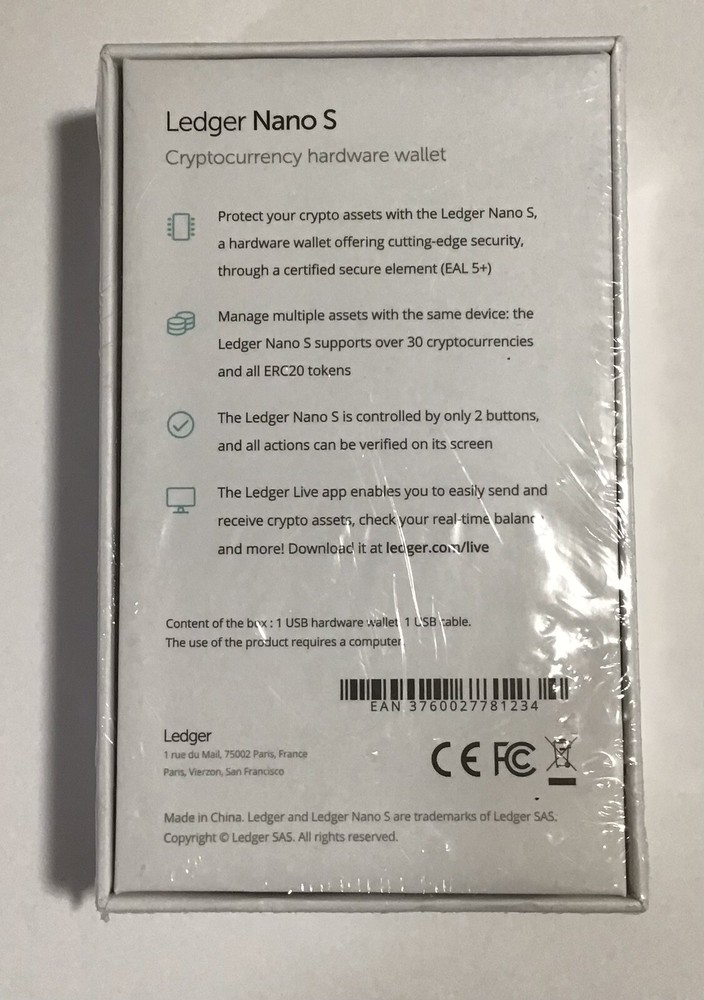 Ledger Nano S
Cryptocurrency hardware wallet
Protect your crypto assets with the Ledger Nano S,
a hardware wallet offering cutting-edge security,
through a certified secure element (EAL 5+)
Manage multiple assets with the same device: the
Ledger Nano S supports over 30 cryptocurrencies
and all ERC20 tokens
The Ledger Nano S is controlled by only 2 buttons,
and all actions can be verified on its screen
The Ledger Live app enables you to easily send and
receive crypto assets, check your real-time balance
and more! Download it at ledger.com/live
Content of the box : 1 USB hardware wallet, 1 USB cable.
The use of the product requires a computer.
EAN 3760027781234
Ledger
1 rue du Mail, 75002 Paris, France
Paris, Vierzon, San Francisco
CE FC
Made in China. Ledger and Ledger Nano S are trademarks of Ledger SAS.
Copyright © Ledger SAS. All rights reserved.